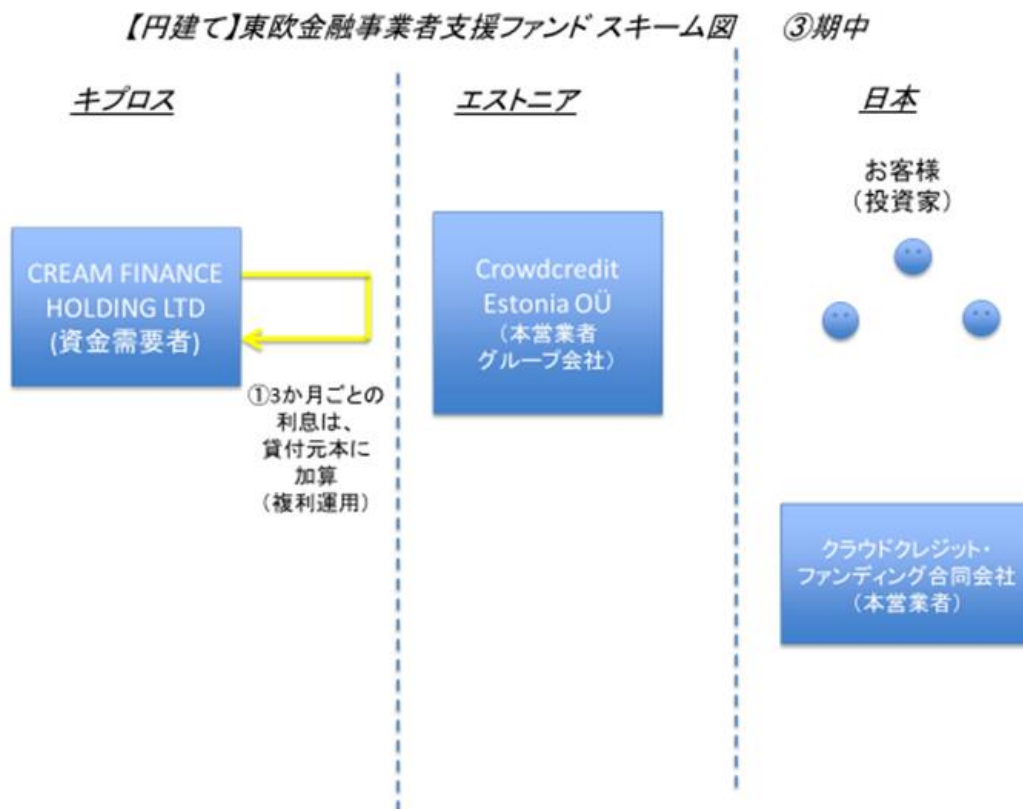 【円建て】東欧金融事業者支援ファンド スキーム図 ③期中
キプロス
エストニア
日本
お客様
（投資家）
CREAM FINANCE
HOLDING LTD
(資金需要者)
Crowdcredit
Estonia OÜ
（本営業者
グループ会社）
①3か月ごとの
利息は、
貸付元本に
加算
（複利運用）
クラウドクレジット・
ファンディング合同会社
（本営業者）